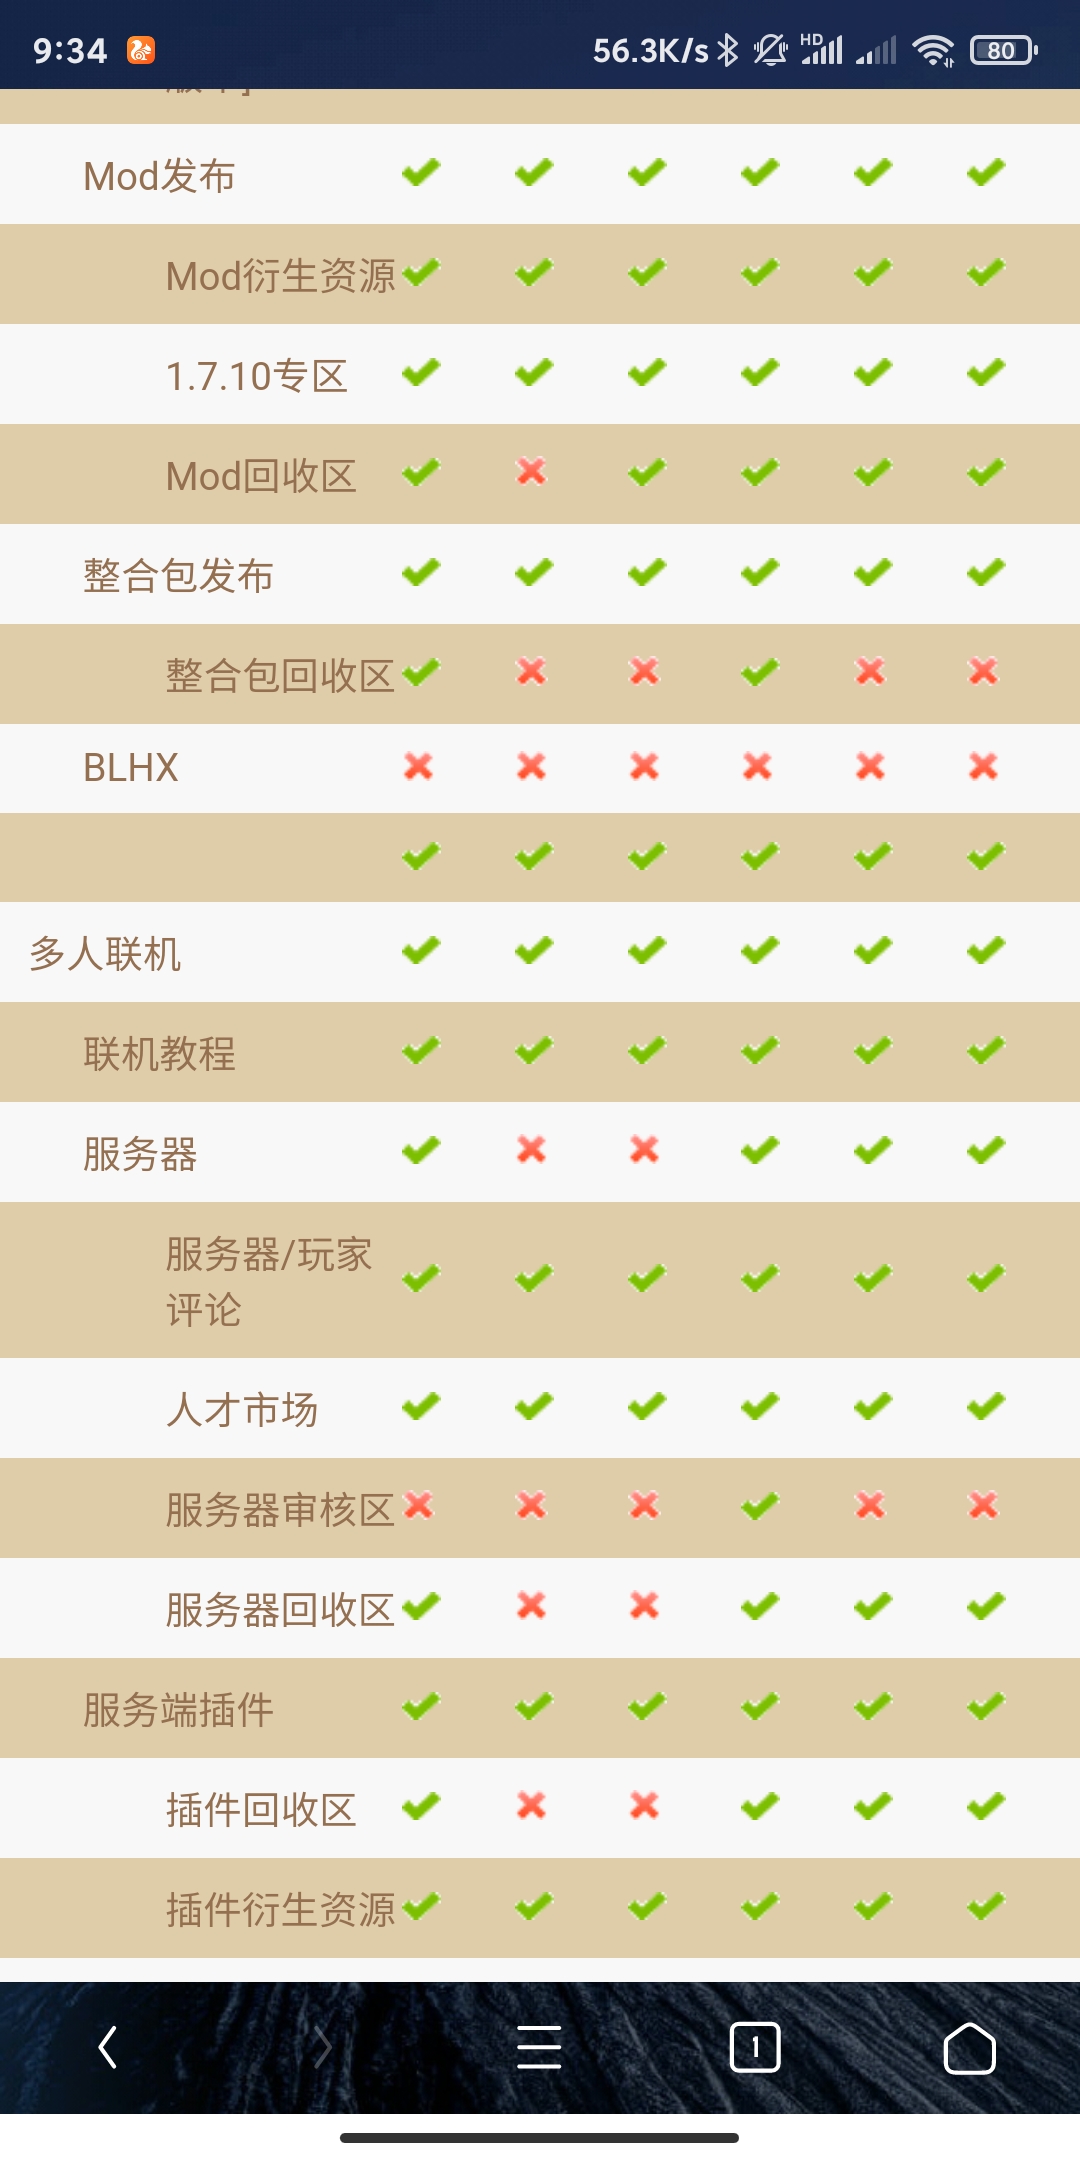 9:34
56.3K/s
HD
80
Mod发布
Mod衍生资源
1.7.10专区
Mod回收区
整合包发布
整合包回收区
BLHX
多人联机
联机教程
服务器
服务器/玩家
评论
人才市场
服务器审核区
服务器回收区
服务端插件
插件回收区
插件衍生资源
1